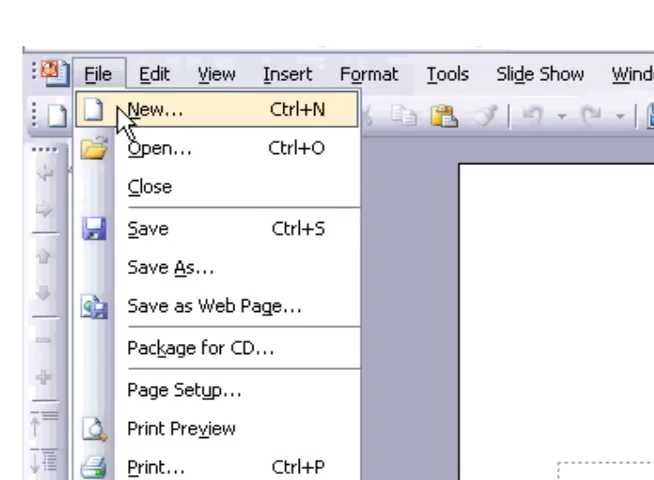 File Edit View Insert Format Tools Slide Show Wind
New... Ctrl+N
Open... Ctrl+O
Close
Save Ctrl+S
Save As...
Save as Web Page...
Package for CD...
Page Setup...
Print Preview
Print... Ctrl+P